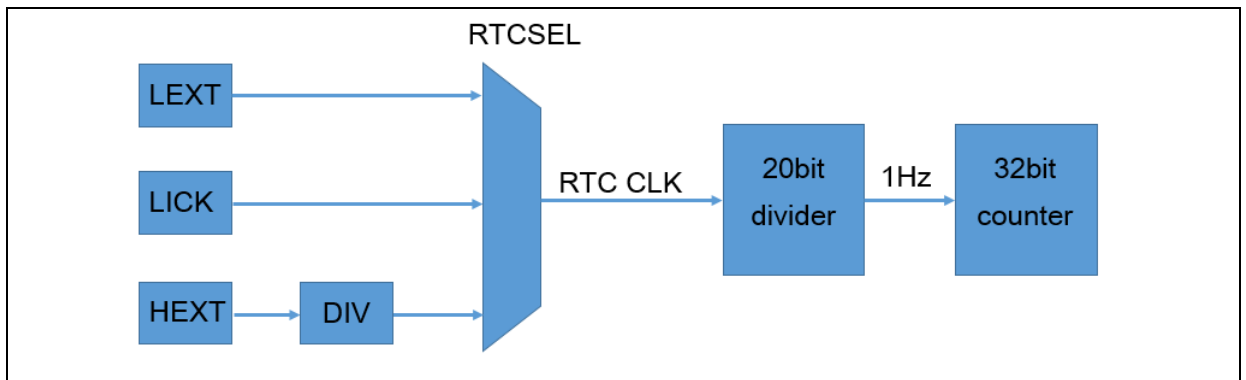 RTCSEL
LEXT
LICK
HEXT
DIV
RTC CLK
20bit
divider
1Hz
32bit
counter